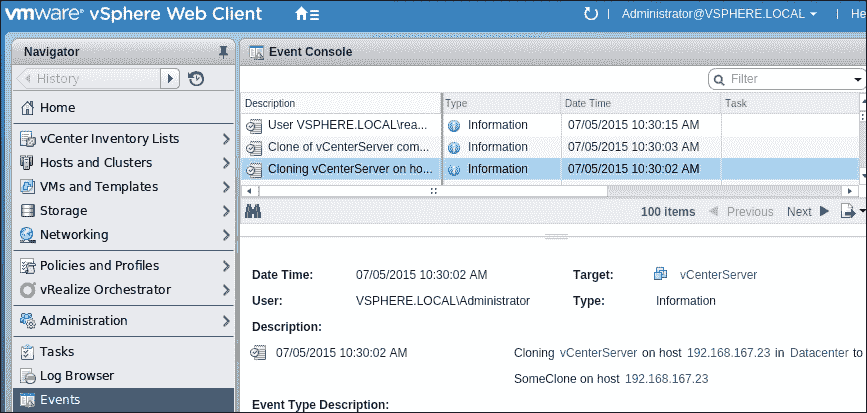 vmware® vSphere Web Client
Administrator@VSPHERE.LOCAL
He
Navigator
History
Home
vCenter Inventory Lists
Hosts and Clusters
VMs and Templates
Storage
Networking
Policies and Profiles
vRealize Orchestrator
Administration
Tasks
Log Browser
Events
Event Console
Filter
Description Type Date Time Task
User VSPHERE.LOCAL\rea... Information 07/05/2015 10:30:15 AM
Clone of vCenterServer com... Information 07/05/2015 10:30:03 AM
Cloning vCenterServer on ho... Information 07/05/2015 10:30:02 AM
100 items Previous Next
Date Time: 07/05/2015 10:30:02 AM Target: vCenterServer
User: VSPHERE.LOCAL\Administrator Type: Information
Description:
07/05/2015 10:30:02 AM Cloning vCenterServer on host 192.168.167.23 in Datacenter to
SomeClone on host 192.168.167.23
Event Type Description: